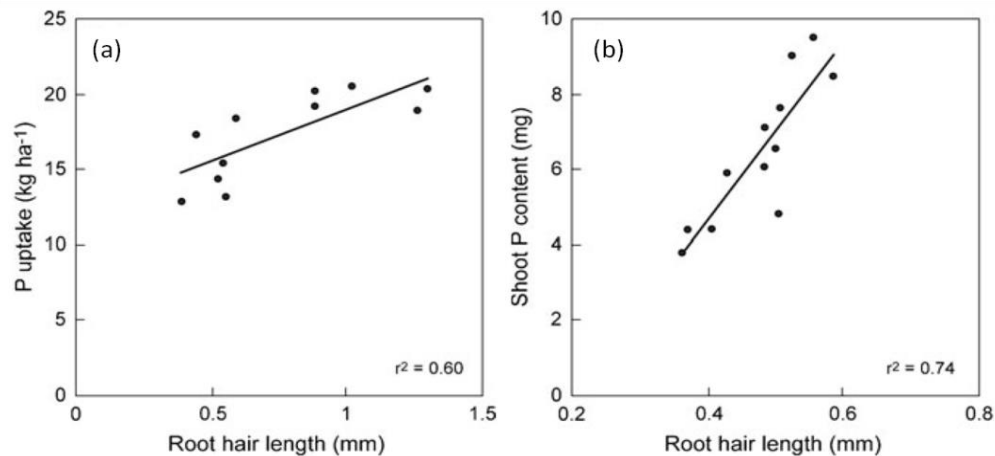 (a)
P uptake (kg ha-1)
25
20
15
10
5
0
0
0.5
1
1.5
r² = 0.60
Root hair length (mm)
(b)
Shoot P content (mg)
10
8
6
4
2
0
0.2
0.4
0.6
0.8
r² = 0.74
Root hair length (mm)